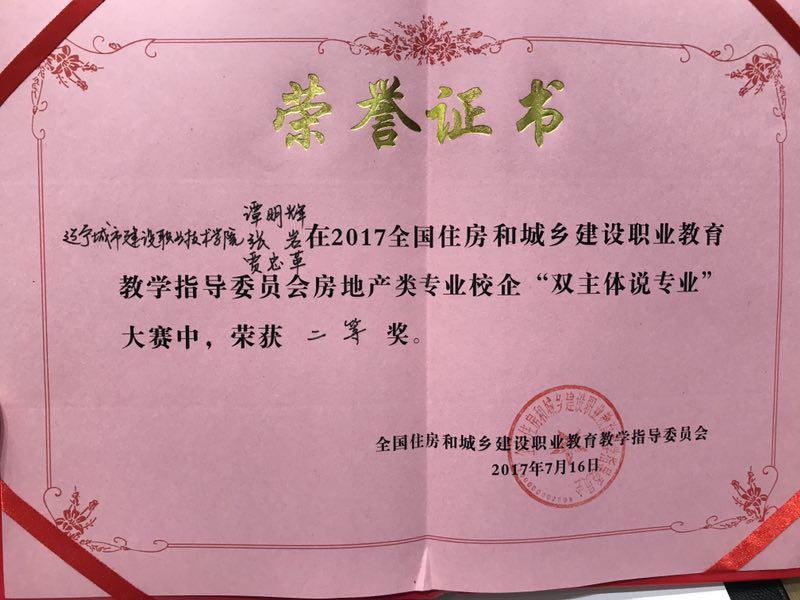 荣誉证书
辽宁城市建设职业技术学院 谭明辉
张岩
贾忠革
在2017全国住房和城乡建设职业教育
教学指导委员会房地产类专业校企“双主体说专业”
大赛中，荣获 二等 奖。
全国住房和城乡建设职业教育教学指导委员会
2017年7月16日